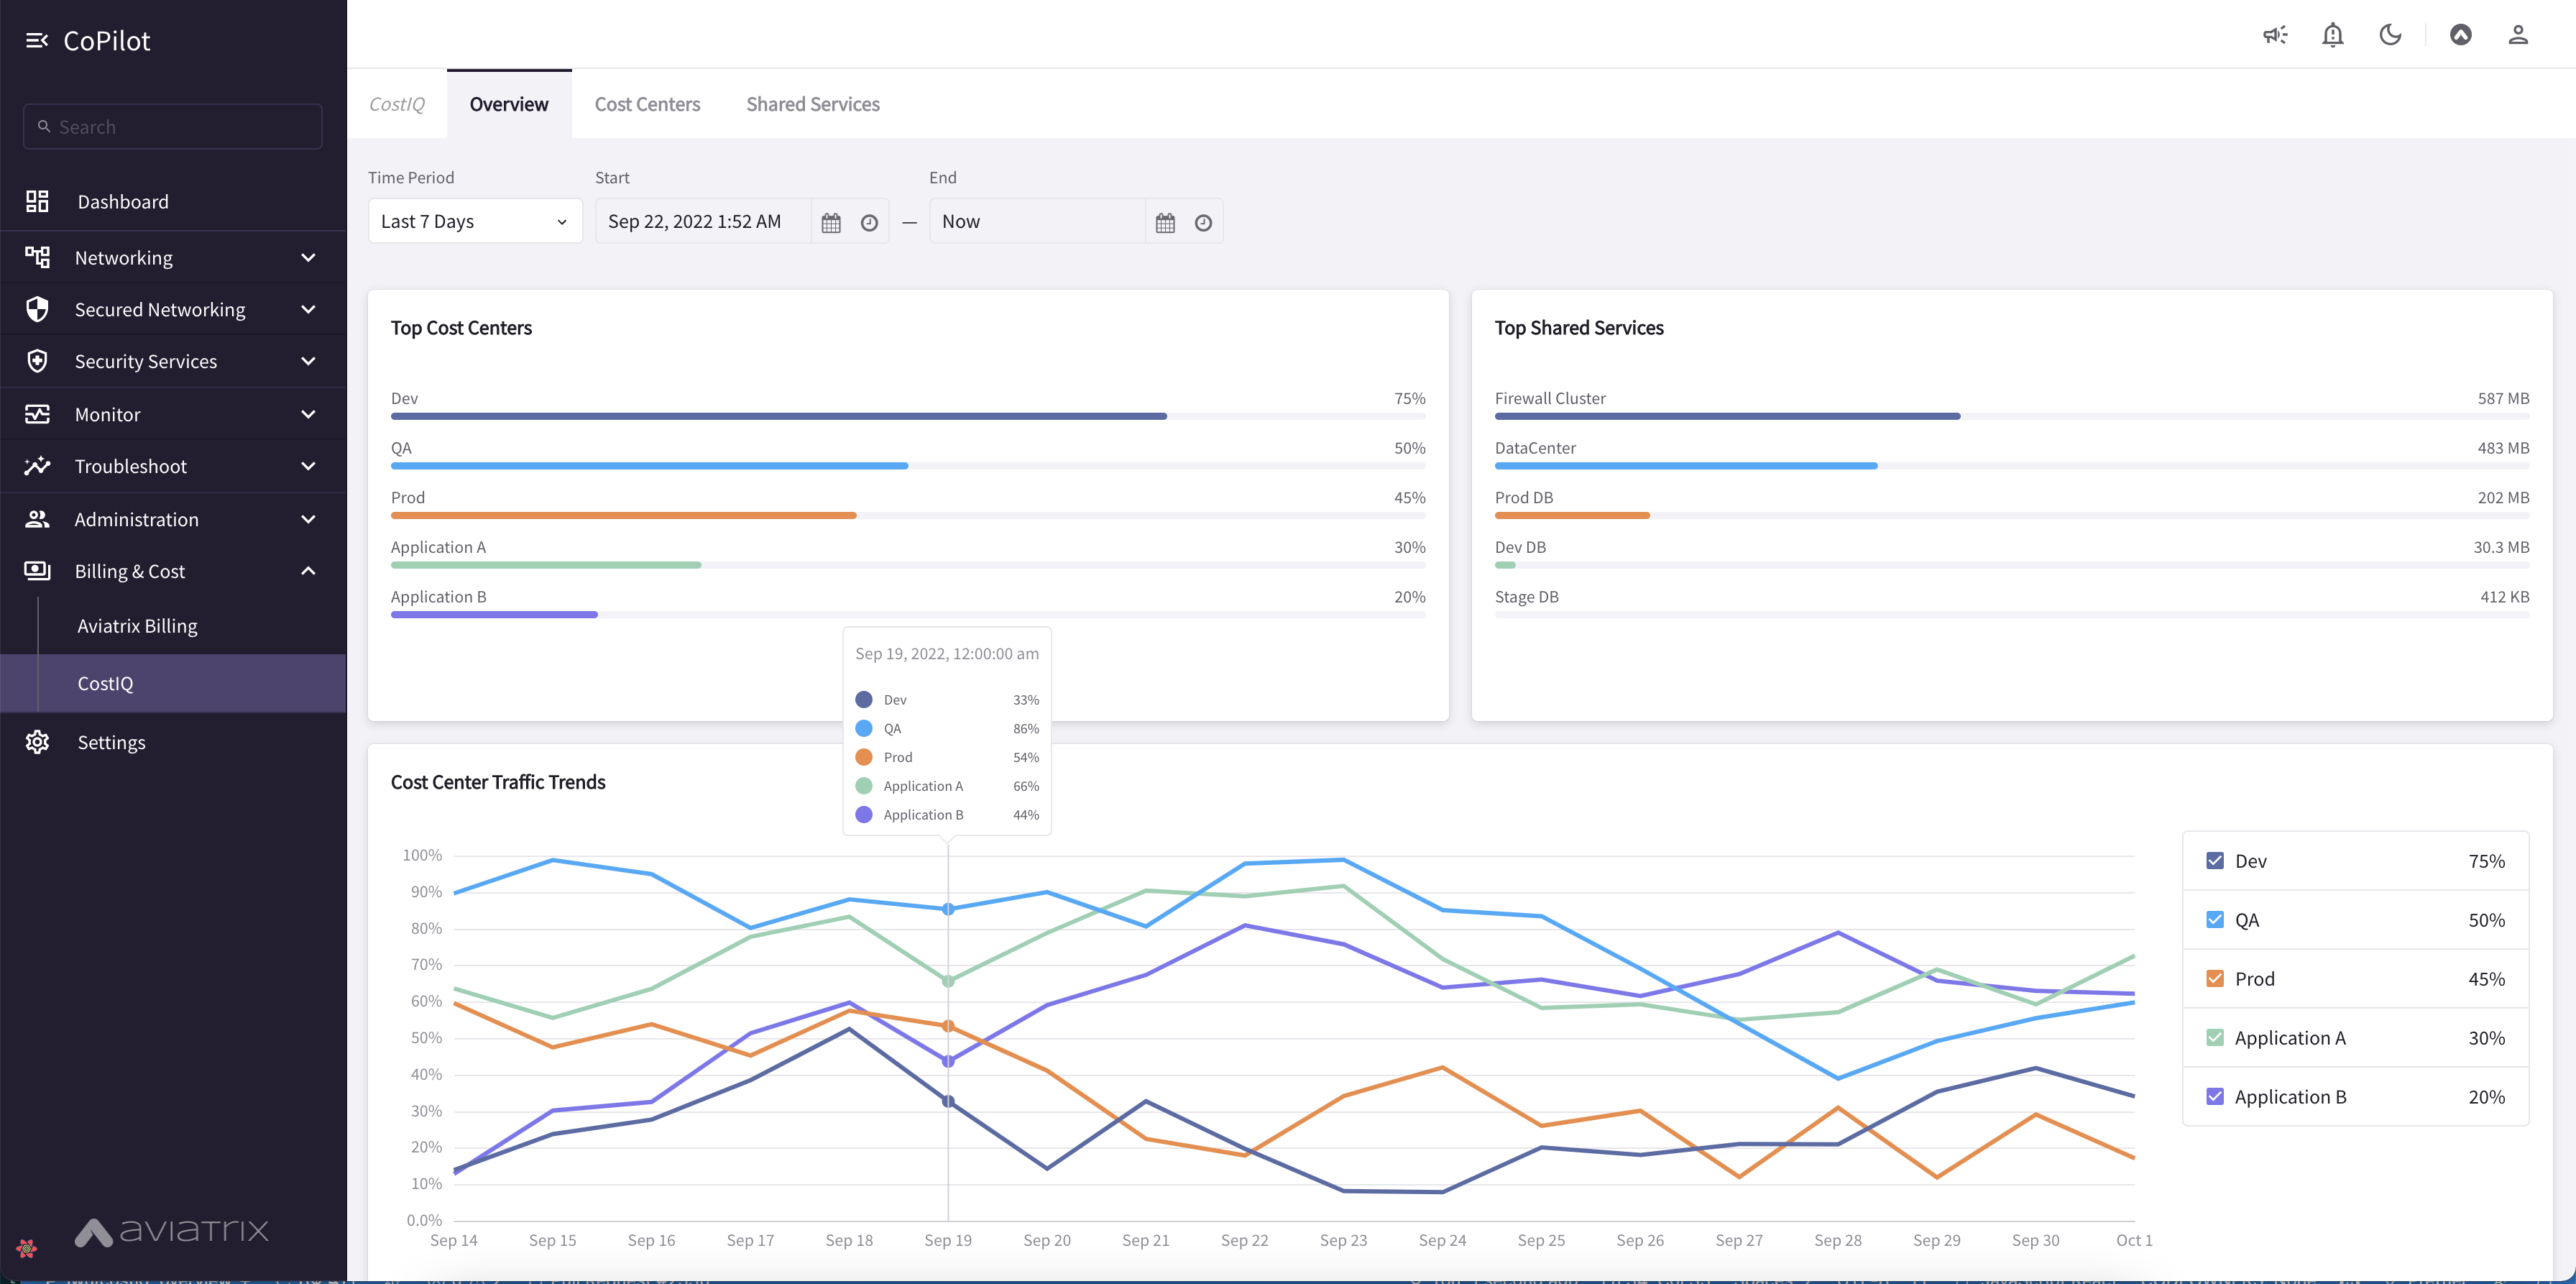 CoPilot
Search
Dashboard
Networking
Secured Networking
Security Services
Monitor
Troubleshoot
Administration
Billing & Cost
Aviatrix Billing
CostIQ
Settings
aviatrix
CostIQ Overview Cost Centers Shared Services
Time Period Start End
Last 7 Days Sep 22, 2022 1:52 AM — Now
Top Cost Centers
Dev 75%
QA 50%
Prod 45%
Application A 30%
Application B 20%
Top Shared Services
Firewall Cluster 587 MB
DataCenter 483 MB
Prod DB 202 MB
Dev DB 30.3 MB
Stage DB 412 KB
Sep 19, 2022, 12:00:00 am
Dev 33%
QA 86%
Prod 54%
Application A 66%
Application B 44%
Cost Center Traffic Trends
100%
90%
80%
70%
60%
50%
40%
30%
20%
10%
0.0%
Sep 14 Sep 15 Sep 16 Sep 17 Sep 18 Sep 19 Sep 20 Sep 21 Sep 22 Sep 23 Sep 24 Sep 25 Sep 26 Sep 27 Sep 28 Sep 29 Sep 30 Oct 1
Dev 75%
QA 50%
Prod 45%
Application A 30%
Application B 20%